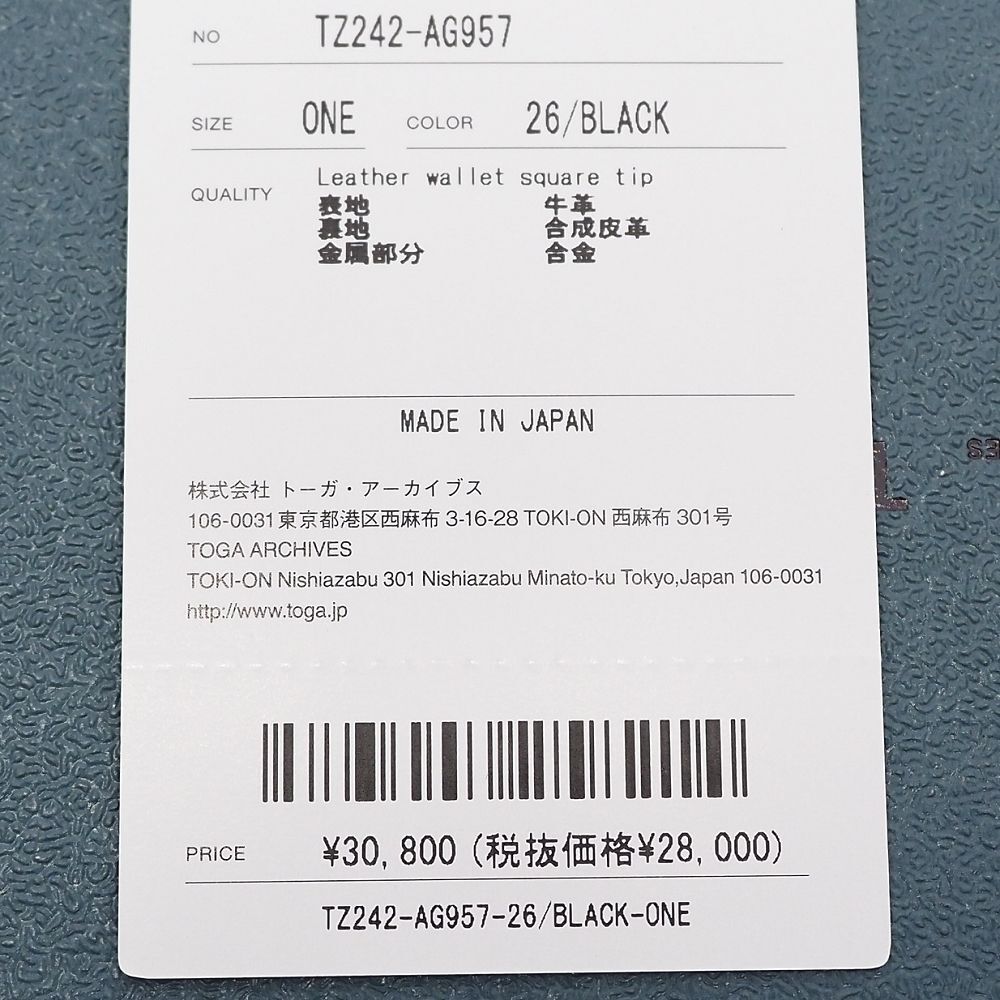 NO TZ242-AG957
SIZE ONE COLOR 26/BLACK
QUALITY Leather wallet square tip
表地 牛革
裏地 合成皮革
金属部分 合金
MADE IN JAPAN
株式会社 トーガ・アーカイブス
106-0031 東京都港区西麻布 3-16-28 TOKI-ON 西麻布 301号
TOGA ARCHIVES
TOKI-ON Nishiazabu 301 Nishiazabu Minato-ku Tokyo,Japan 106-0031
http://www.toga.jp
PRICE ¥30,800 (税抜価格¥28,000)
TZ242-AG957-26/BLACK-ONE